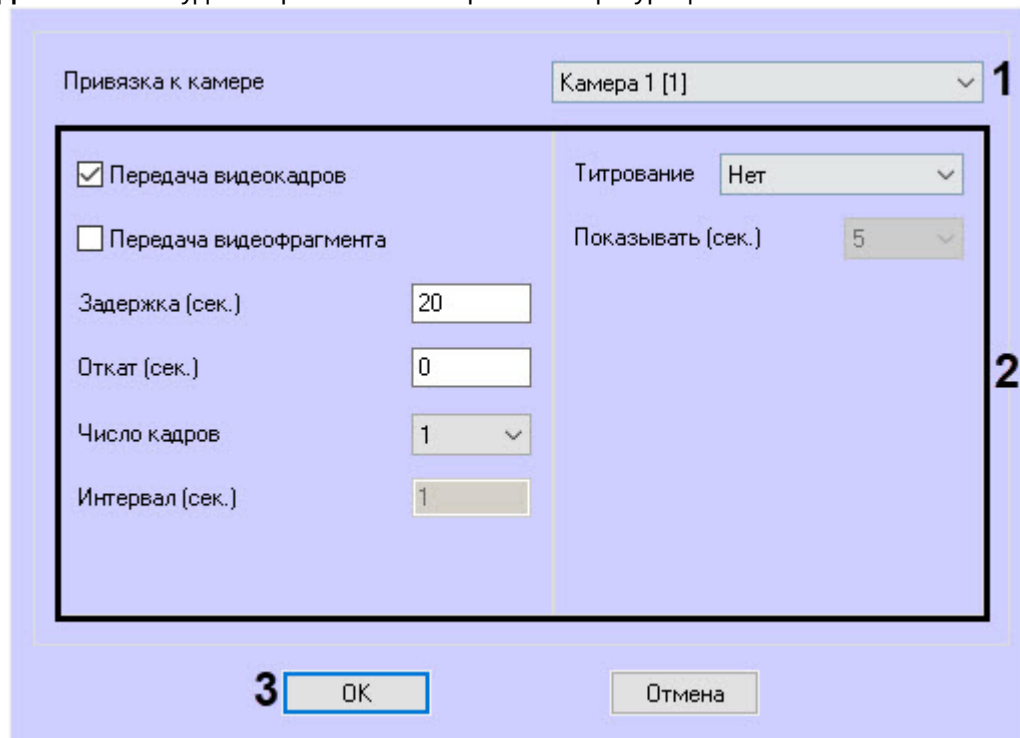 Привязка к камере Камера 1 [1] 1
Передача видеокадров
Передача видеофрагмента
Задержка (сек.) 20
Откат (сек.) 0
Число кадров 1
Интервал (сек.) 1
Титрование Нет
Показывать (сек.) 5
2
3 OK Отмена